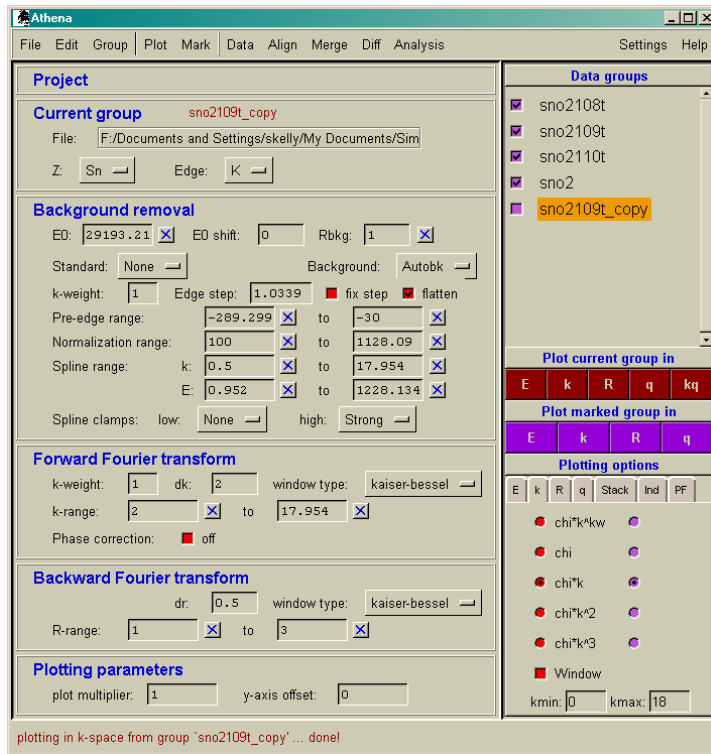 Athena
File Edit Group Plot Mark Data Align Merge Diff Analysis Settings Help
Project
Current group sno2109t_copy
File: F:/Documents and Settings/skelly/My Documents/Sim
Z: Sn Edge: K
Background removal
E0: 29193.21 E0 shift: 0 Rbkg: 1
Standard: None Background: Autobk
k-weight: 1 Edge step: 1.0339 fix step flatten
Pre-edge range: -289.299 to -30
Normalization range: 100 to 1128.09
Spline range: k: 0.5 to 17.954
E: 0.952 to 1228.134
Spline clamps: low: None high: Strong
Forward Fourier transform
k-weight: 1 dk: 2 window type: kaiser-bessel
k-range: 2 to 17.954
Phase correction: off
Backward Fourier transform
dr: 0.5 window type: kaiser-bessel
R-range: 1 to 3
Plotting parameters
plot multiplier: 1 y-axis offset: 0
plotting in k-space from group `sno2109t_copy' ... done!
Data groups
sno2108t
sno2109t
sno2110t
sno2
sno2109t_copy
Plot current group in
E k R q kq
Plot marked group in
E k R q
Plotting options
E k R q Stack Ind PF
chi*k^kw
chi
chi*k
chi*k^2
chi*k^3
Window
kmin: 0 kmax: 18